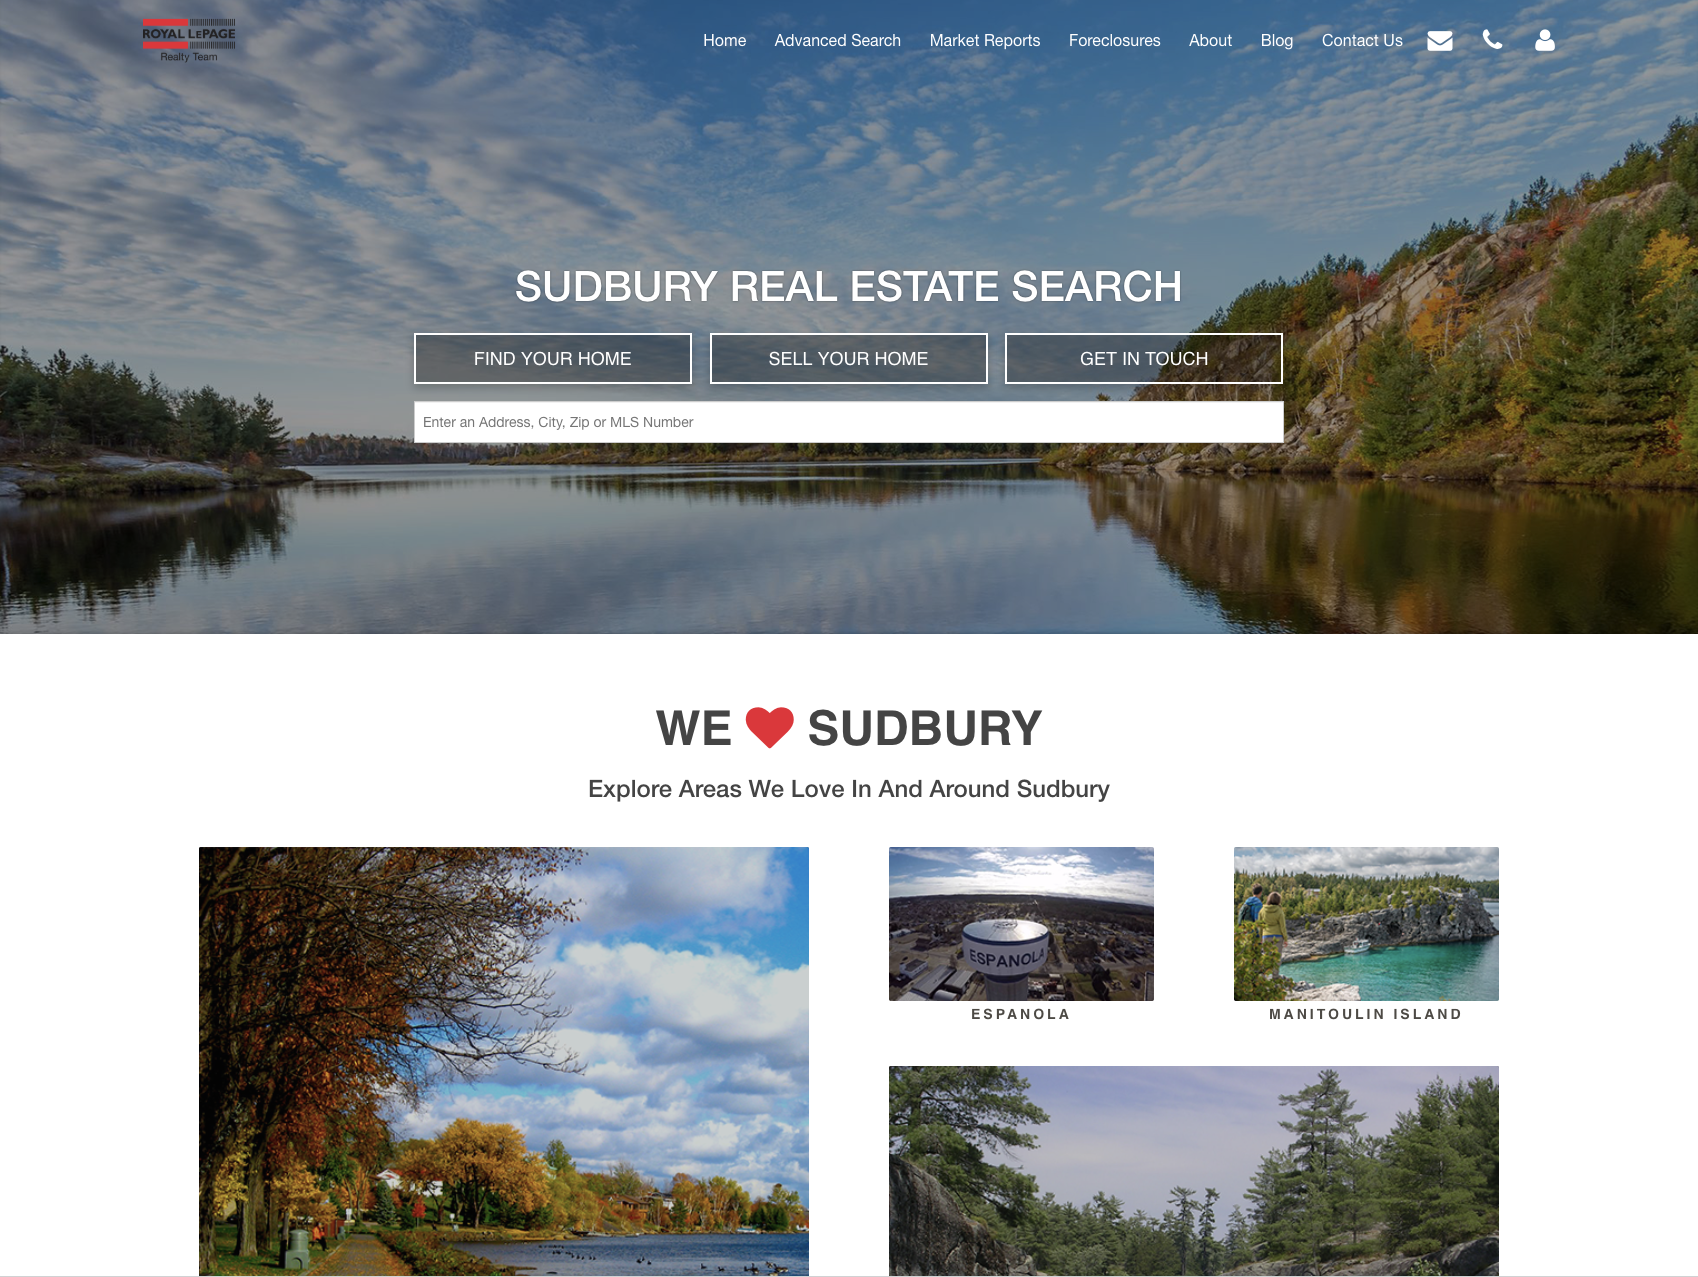 ROYAL LEPAGE
Realty Team
Home Advanced Search Market Reports Foreclosures About Blog Contact Us
SUDBURY REAL ESTATE SEARCH
FIND YOUR HOME SELL YOUR HOME GET IN TOUCH
Enter an Address, City, Zip or MLS Number
WE SUDBURY
Explore Areas We Love In And Around Sudbury
ESPANOLA
ESPANOLA MANITOULIN ISLAND